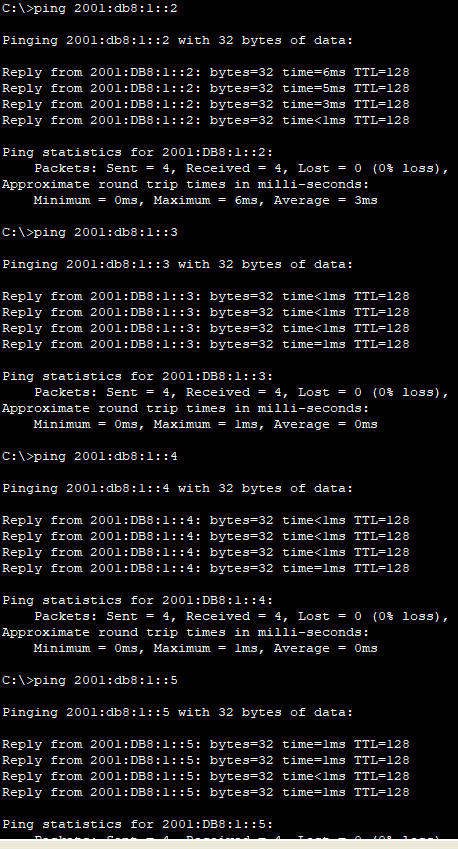 C:\>ping 2001:db8:1::2
Pinging 2001:db8:1::2 with 32 bytes of data:
Reply from 2001:DB8:1::2: bytes=32 time=6ms TTL=128
Reply from 2001:DB8:1::2: bytes=32 time=5ms TTL=128
Reply from 2001:DB8:1::2: bytes=32 time=3ms TTL=128
Reply from 2001:DB8:1::2: bytes=32 time<1ms TTL=128
Ping statistics for 2001:DB8:1::2:
Packets: Sent = 4, Received = 4, Lost = 0 (0% loss),
Approximate round trip times in milli-seconds:
Minimum = 0ms, Maximum = 6ms, Average = 3ms
C:\>ping 2001:db8:1::3
Pinging 2001:db8:1::3 with 32 bytes of data:
Reply from 2001:DB8:1::3: bytes=32 time<1ms TTL=128
Reply from 2001:DB8:1::3: bytes=32 time<1ms TTL=128
Reply from 2001:DB8:1::3: bytes=32 time<1ms TTL=128
Reply from 2001:DB8:1::3: bytes=32 time=1ms TTL=128
Ping statistics for 2001:DB8:1::3:
Packets: Sent = 4, Received = 4, Lost = 0 (0% loss),
Approximate round trip times in milli-seconds:
Minimum = 0ms, Maximum = 1ms, Average = 0ms
C:\>ping 2001:db8:1::4
Pinging 2001:db8:1::4 with 32 bytes of data:
Reply from 2001:DB8:1::4: bytes=32 time<1ms TTL=128
Reply from 2001:DB8:1::4: bytes=32 time<1ms TTL=128
Reply from 2001:DB8:1::4: bytes=32 time<1ms TTL=128
Reply from 2001:DB8:1::4: bytes=32 time=1ms TTL=128
Ping statistics for 2001:DB8:1::4:
Packets: Sent = 4, Received = 4, Lost = 0 (0% loss),
Approximate round trip times in milli-seconds:
Minimum = 0ms, Maximum = 1ms, Average = 0ms
C:\>ping 2001:db8:1::5
Pinging 2001:db8:1::5 with 32 bytes of data:
Reply from 2001:DB8:1::5: bytes=32 time=1ms TTL=128
Reply from 2001:DB8:1::5: bytes=32 time=1ms TTL=128
Reply from 2001:DB8:1::5: bytes=32 time<1ms TTL=128
Reply from 2001:DB8:1::5: bytes=32 time=1ms TTL=128
Ping statistics for 2001:DB8:1::5: